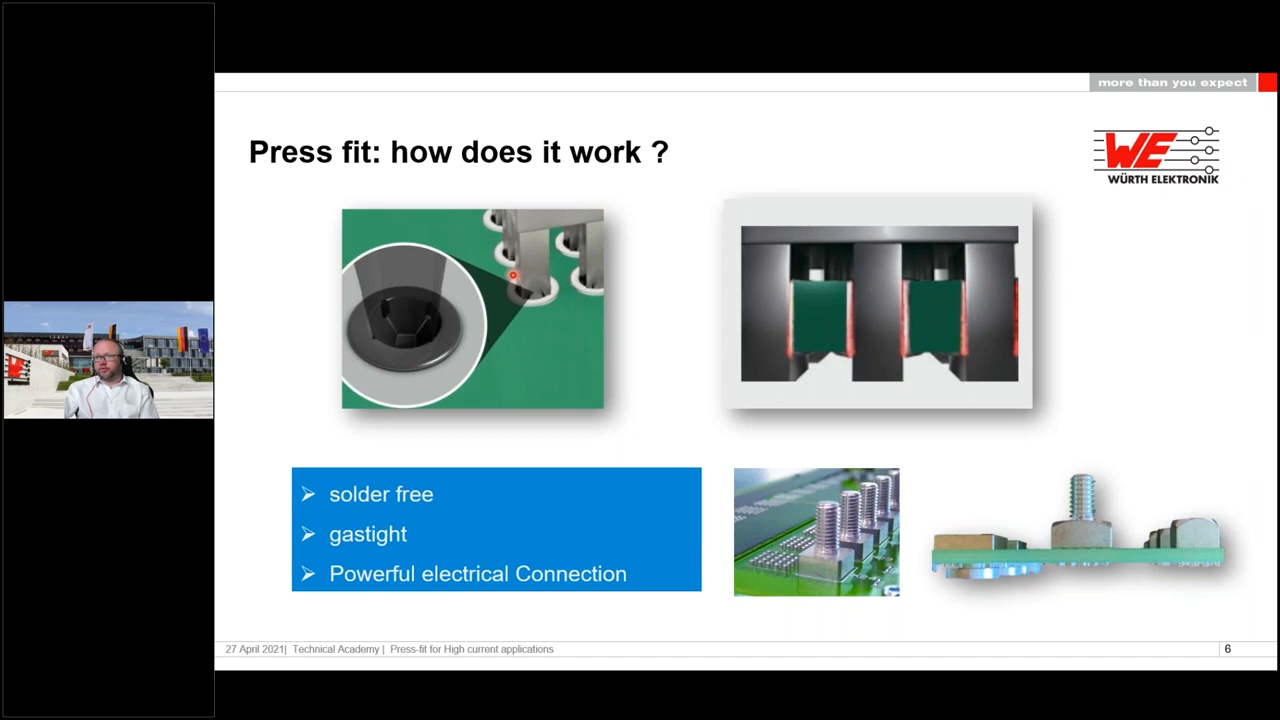 more than you expect
Press fit: how does it work ?
WE
WÜRTH ELEKTRONIK
solder free
gastight
Powerful electrical Connection
27 April 2021| Technical Academy | Press-fit for High current applications
6